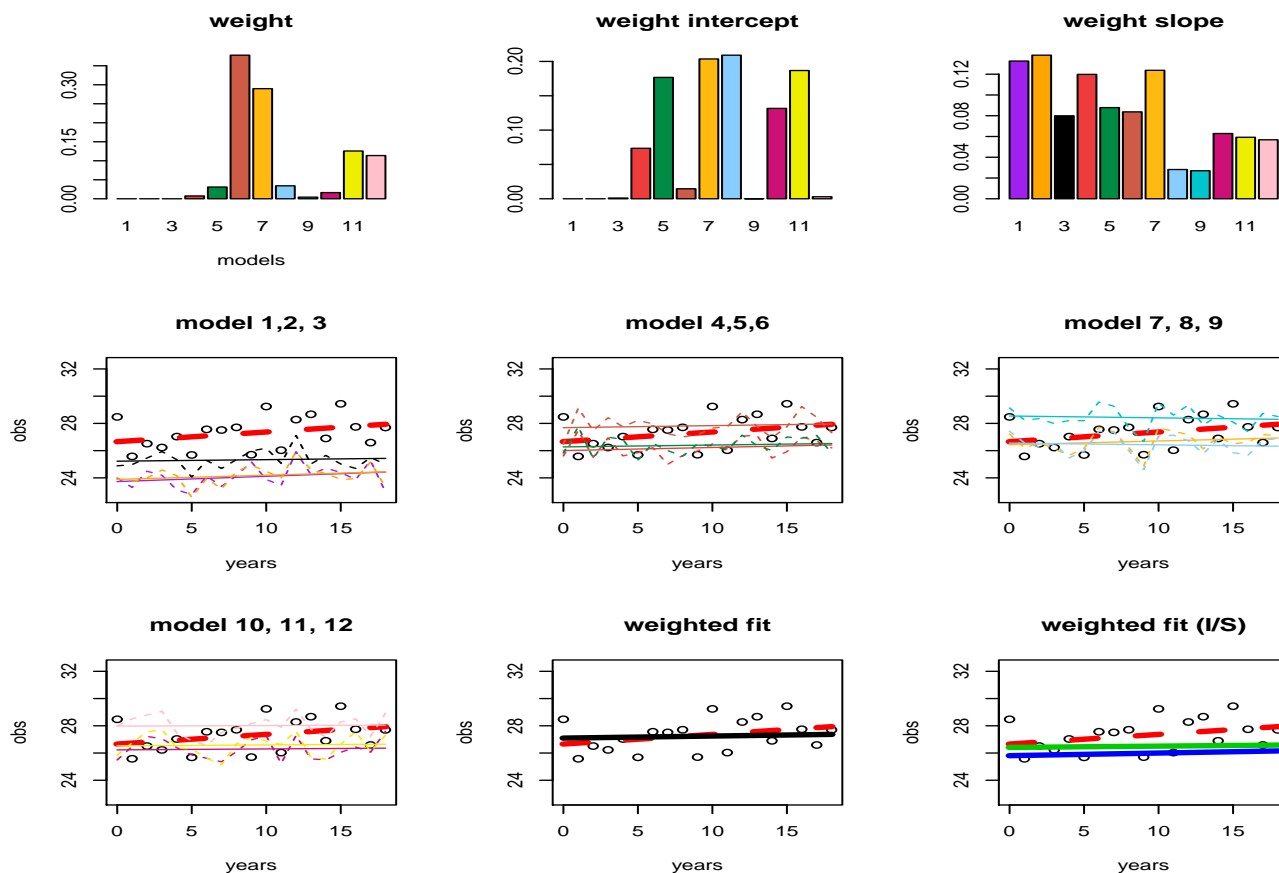 weight
0.00 0.15 0.30
1 3 5 7 9 11
models
weight intercept
0.00 0.10 0.20
1 3 5 7 9 11
weight slope
0.00 0.04 0.08 0.12
1 3 5 7 9 11
model 1,2, 3
obs
24 28 32
0 5 10 15
years
model 4,5,6
obs
24 28 32
0 5 10 15
years
model 7, 8, 9
obs
24 28 32
0 5 10 15
years
model 10, 11, 12
obs
24 28 32
0 5 10 15
years
weighted fit
obs
24 28 32
0 5 10 15
years
weighted fit (I/S)
obs
24 28 32
0 5 10 15
years